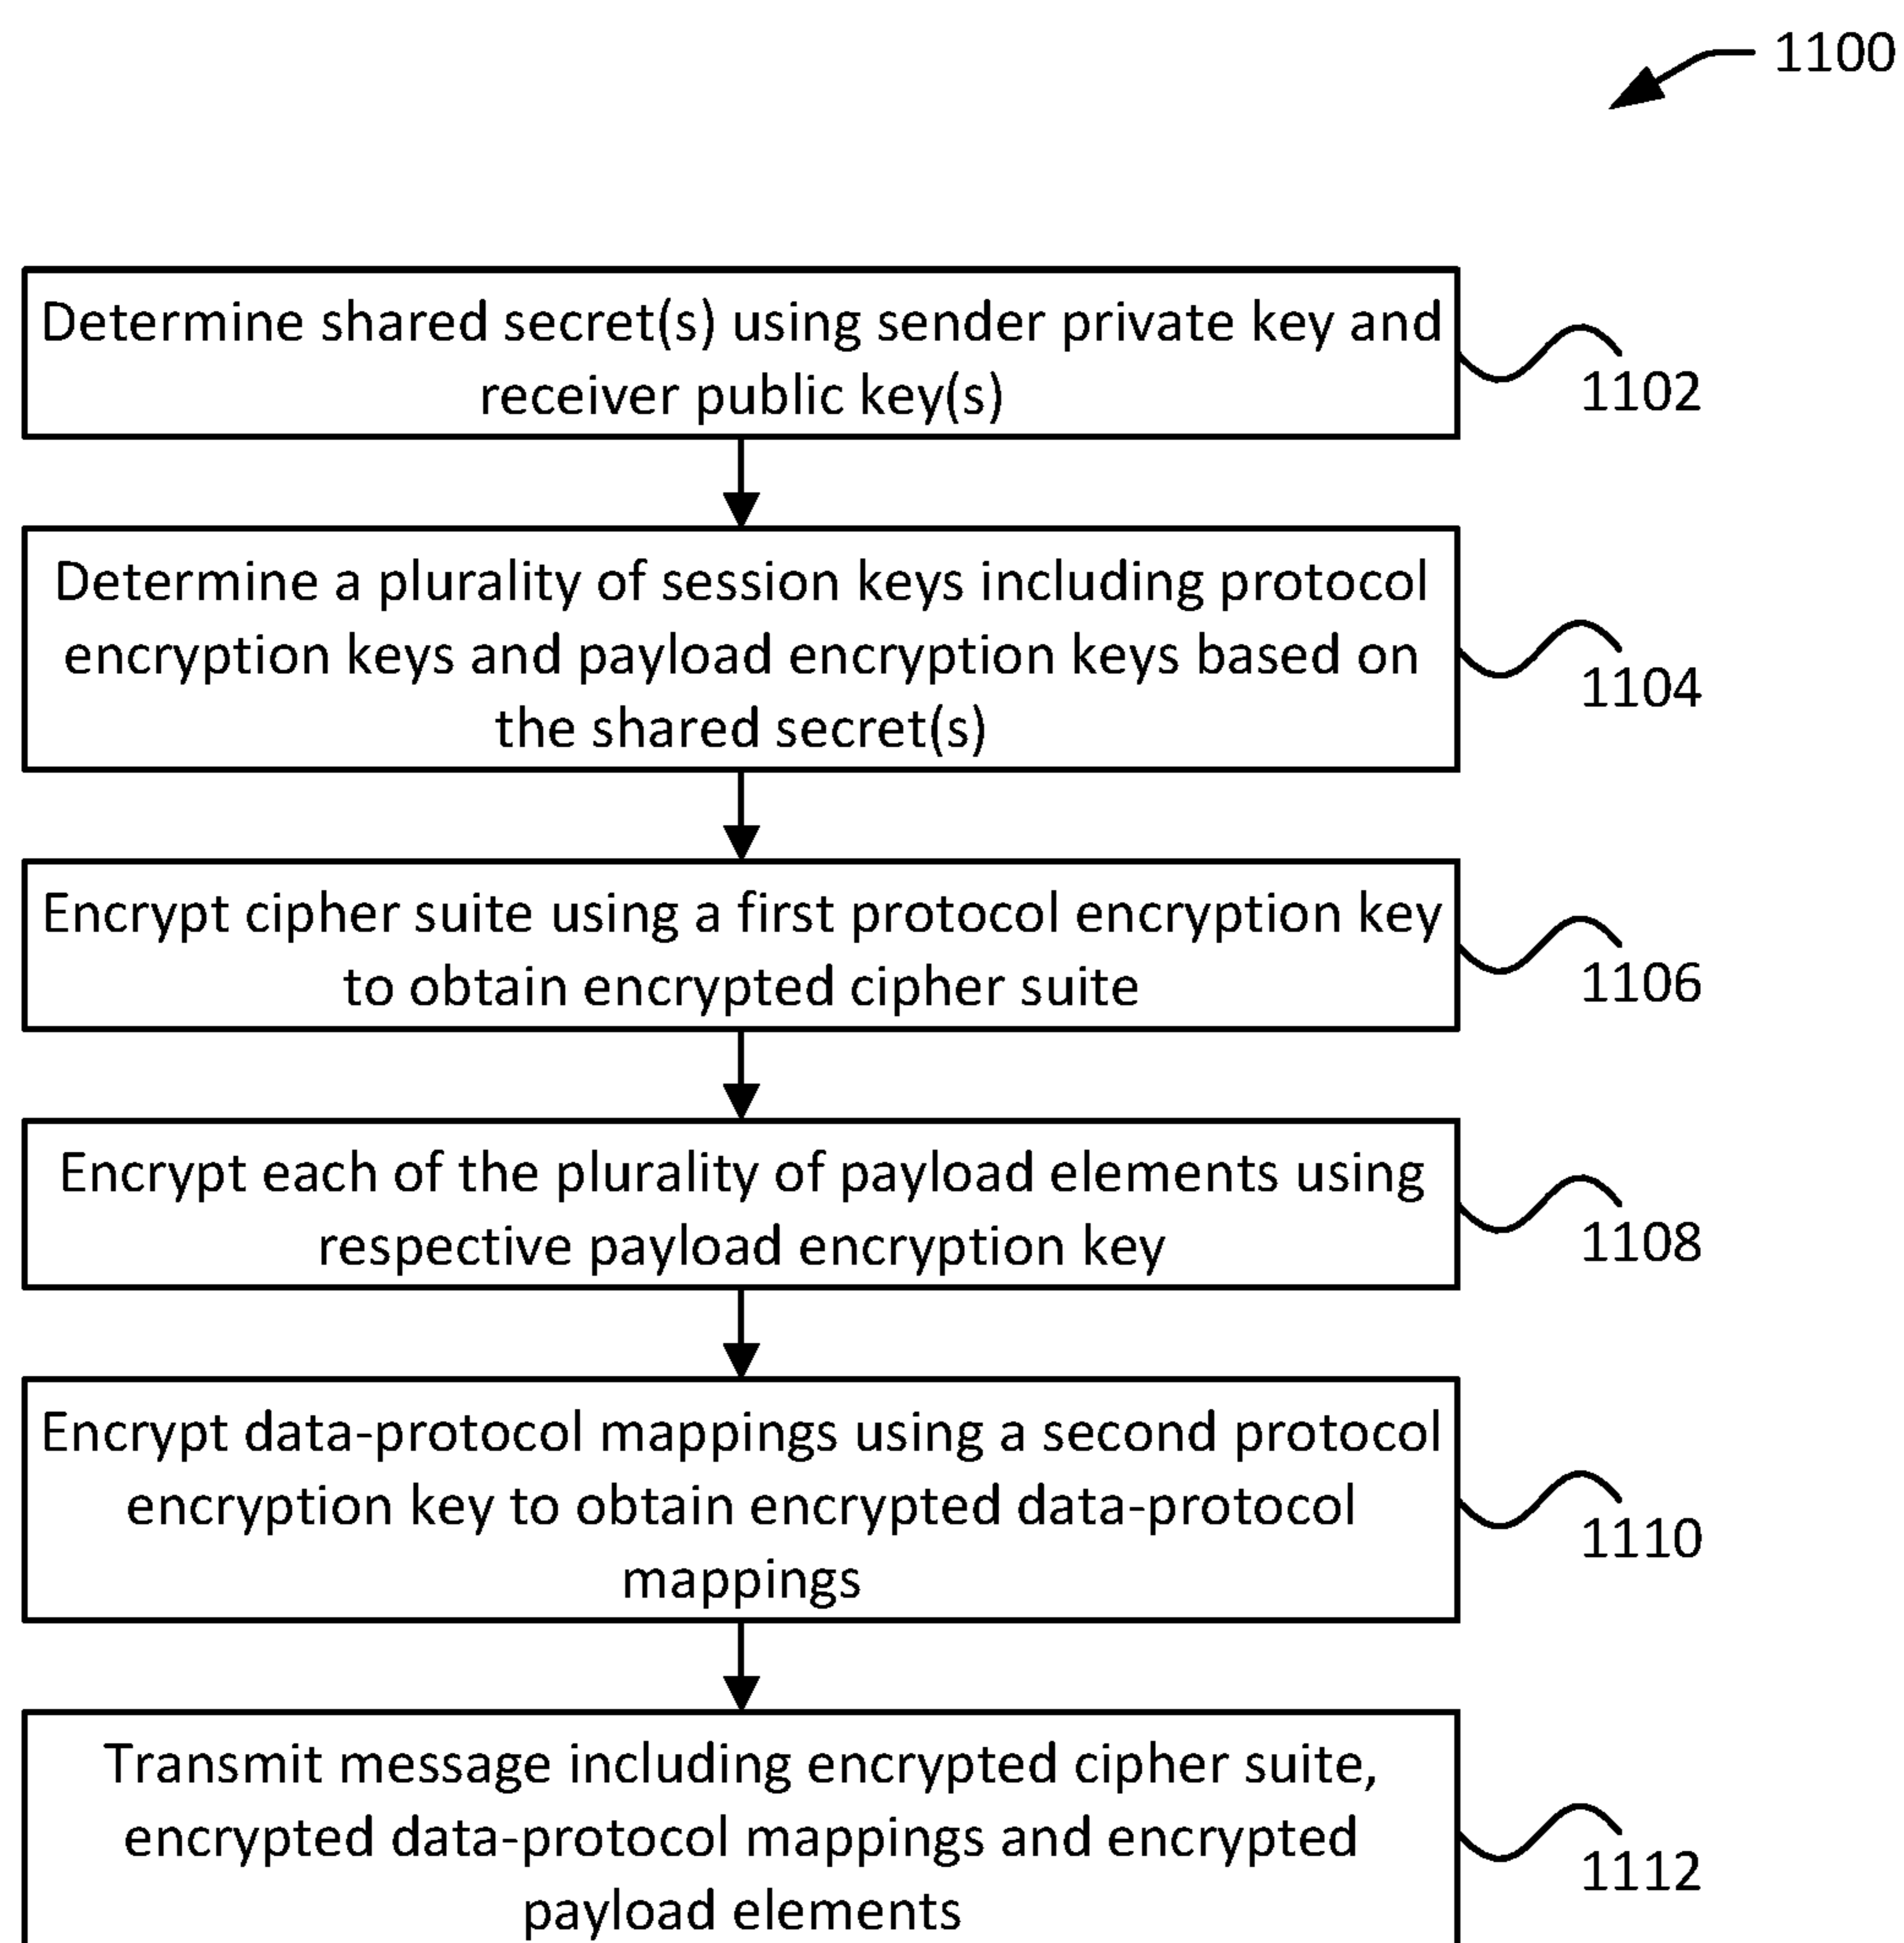 1100
Determine shared secret(s) using sender private key and
receiver public key(s)
1102
Determine a plurality of session keys including protocol
encryption keys and payload encryption keys based on
the shared secret(s)
1104
Encrypt cipher suite using a first protocol encryption key
to obtain encrypted cipher suite
1106
Encrypt each of the plurality of payload elements using
respective payload encryption key
1108
Encrypt data-protocol mappings using a second protocol
encryption key to obtain encrypted data-protocol
mappings
1110
Transmit message including encrypted cipher suite,
encrypted data-protocol mappings and encrypted
payload elements
1112